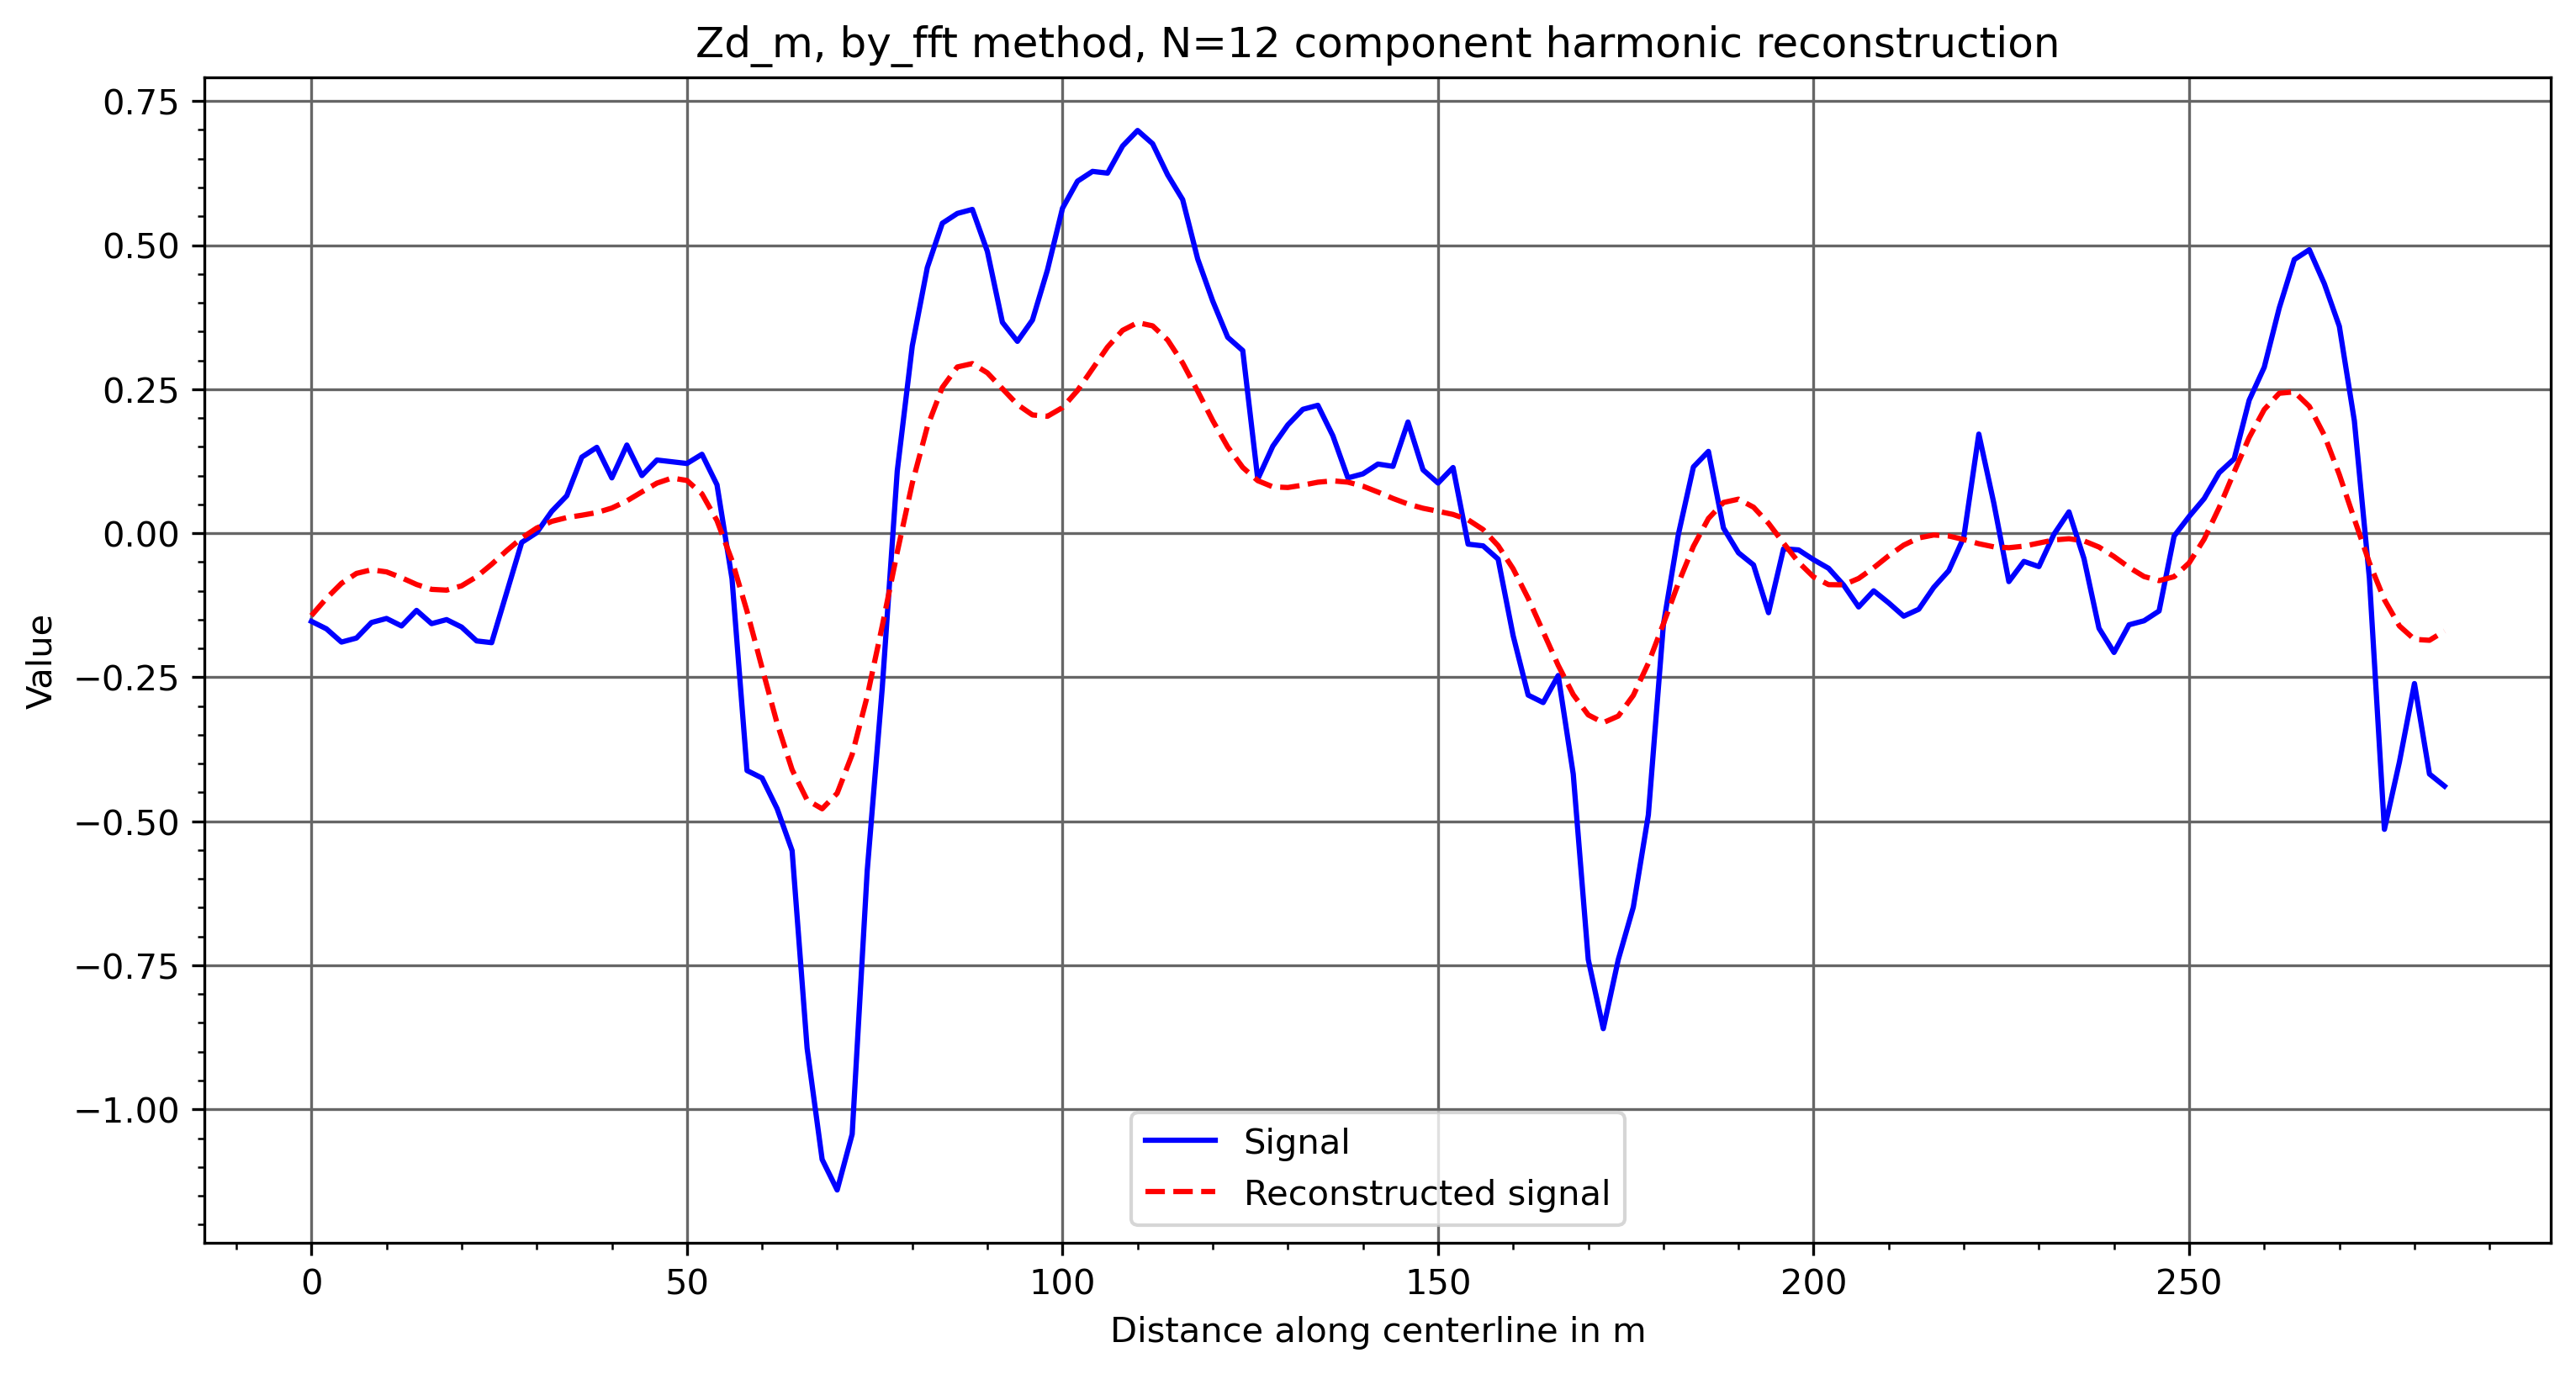 Zd_m, by_fft method, N=12 component harmonic reconstruction
0.75
0.50
0.25
0.00
−0.25
−0.50
−0.75
−1.00
Value
Signal
Reconstructed signal
0 50 100 150 200 250
Distance along centerline in m